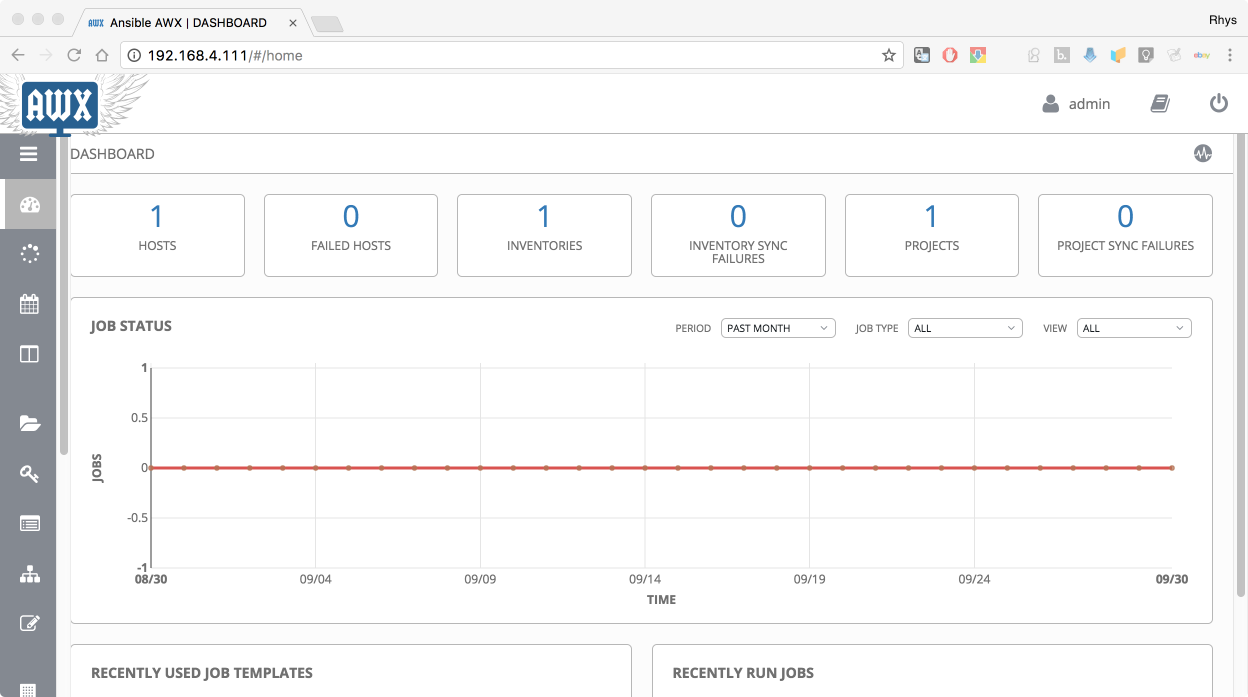 AWX Ansible AWX | DASHBOARD
Rhys
192.168.4.111/#/home
b.
ebay
AWX
admin
DASHBOARD
1
HOSTS
0
FAILED HOSTS
1
INVENTORIES
0
INVENTORY SYNC
FAILURES
1
PROJECTS
0
PROJECT SYNC FAILURES
JOB STATUS
PERIOD PAST MONTH JOB TYPE ALL VIEW ALL
1
0.5
0
-0.5
-1
JOBS
08/30 09/04 09/09 09/14 09/19 09/24 09/30
TIME
RECENTLY USED JOB TEMPLATES
RECENTLY RUN JOBS